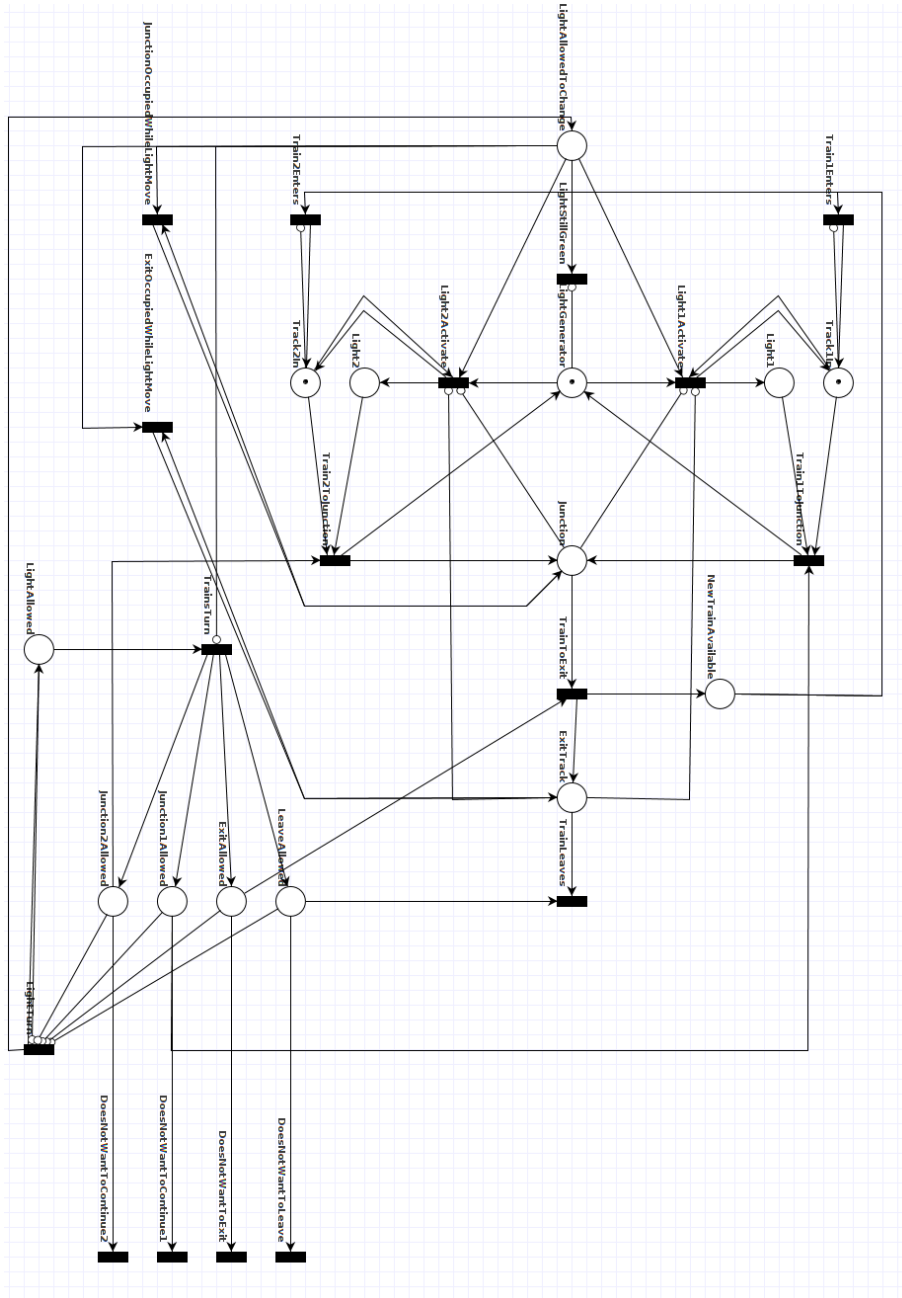 LightAllowedToChange
JunctionOccupiedWhileLightMove
Train2Enters
Train1Enters
LightStillGreen
ExitOccupiedWhileLightMove
Light2Activate
LightGenerator
Light1Activate
Track2In
Light2
Light1
Track1In
Train2ToJunction
Train1ToJunction
Junction
LightAllowed
TrainsTurn
NewTrainAvailable
TrainToExit
ExitTrack
Junction2Allowed
Junction1Allowed
ExitAllowed
LeaveAllowed
TrainLeaves
LightTurn
DoesNotWantToContinue2
DoesNotWantToContinue1
DoesNotWantToExit
DoesNotWantToLeave